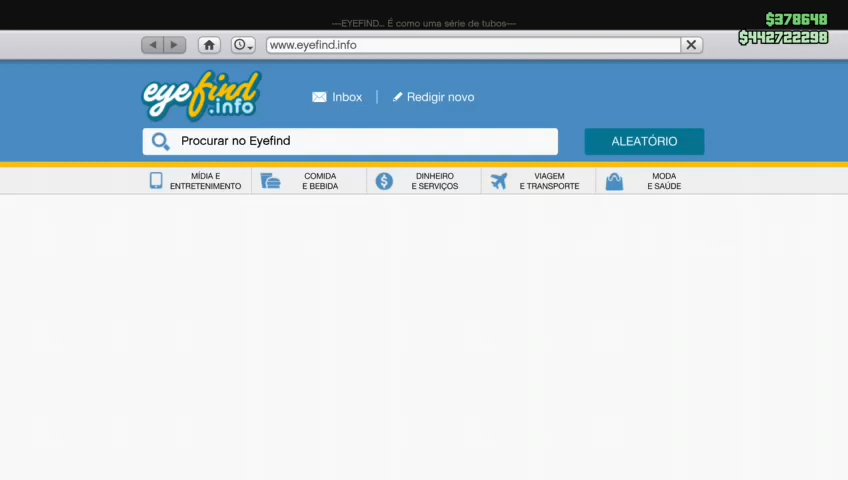 ---EYEFIND... É como uma série de tubos---
$378648
$442722298
www.eyefind.info
eyefind
.info
Inbox
Redigir novo
Procurar no Eyefind
ALEATÓRIO
MÍDIA E
ENTRETENIMENTO
COMIDA
E BEBIDA
DINHEIRO
E SERVIÇOS
VIAGEM
E TRANSPORTE
MODA
E SAÚDE